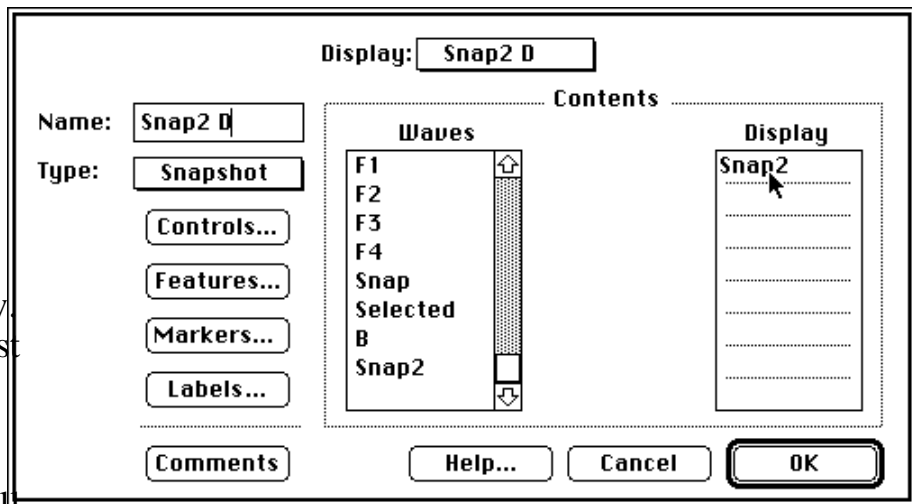 Display: Snap2 D
Contents
Name: Snap2 D
Waves
Display
Type: Snapshot
F1
F2
F3
F4
Snap
Selected
B
Snap2
Snap2
Controls...
Features...
Markers...
Labels...
Comments
Help...
Cancel
OK